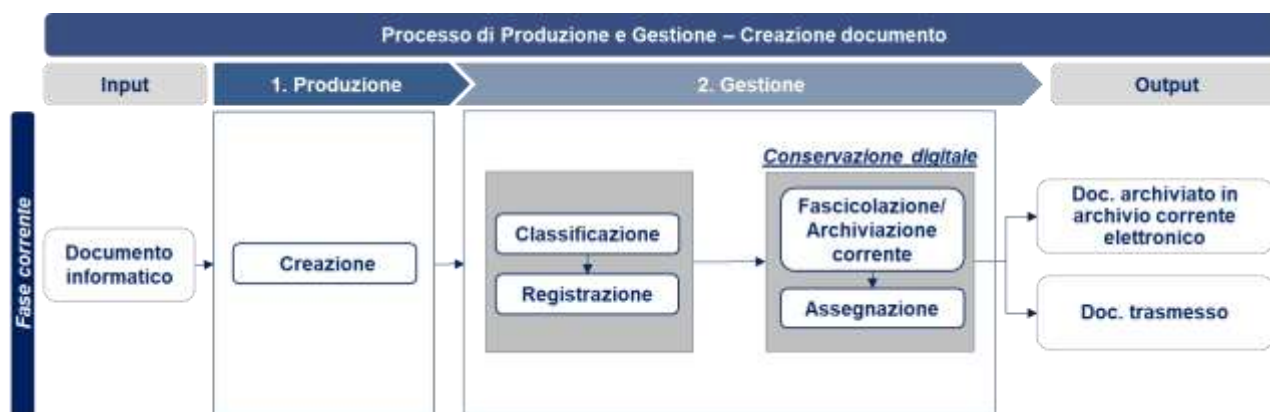 Processo di Produzione e Gestione – Creazione documento
Input
1. Produzione
2. Gestione
Output
Fase corrente
Documento
informatico
Creazione
Classificazione
Registrazione
Conservazione digitale
Fascicolazione/
Archiviazione
corrente
Assegnazione
Doc. archiviato in
archivio corrente
elettronico
Doc. trasmesso